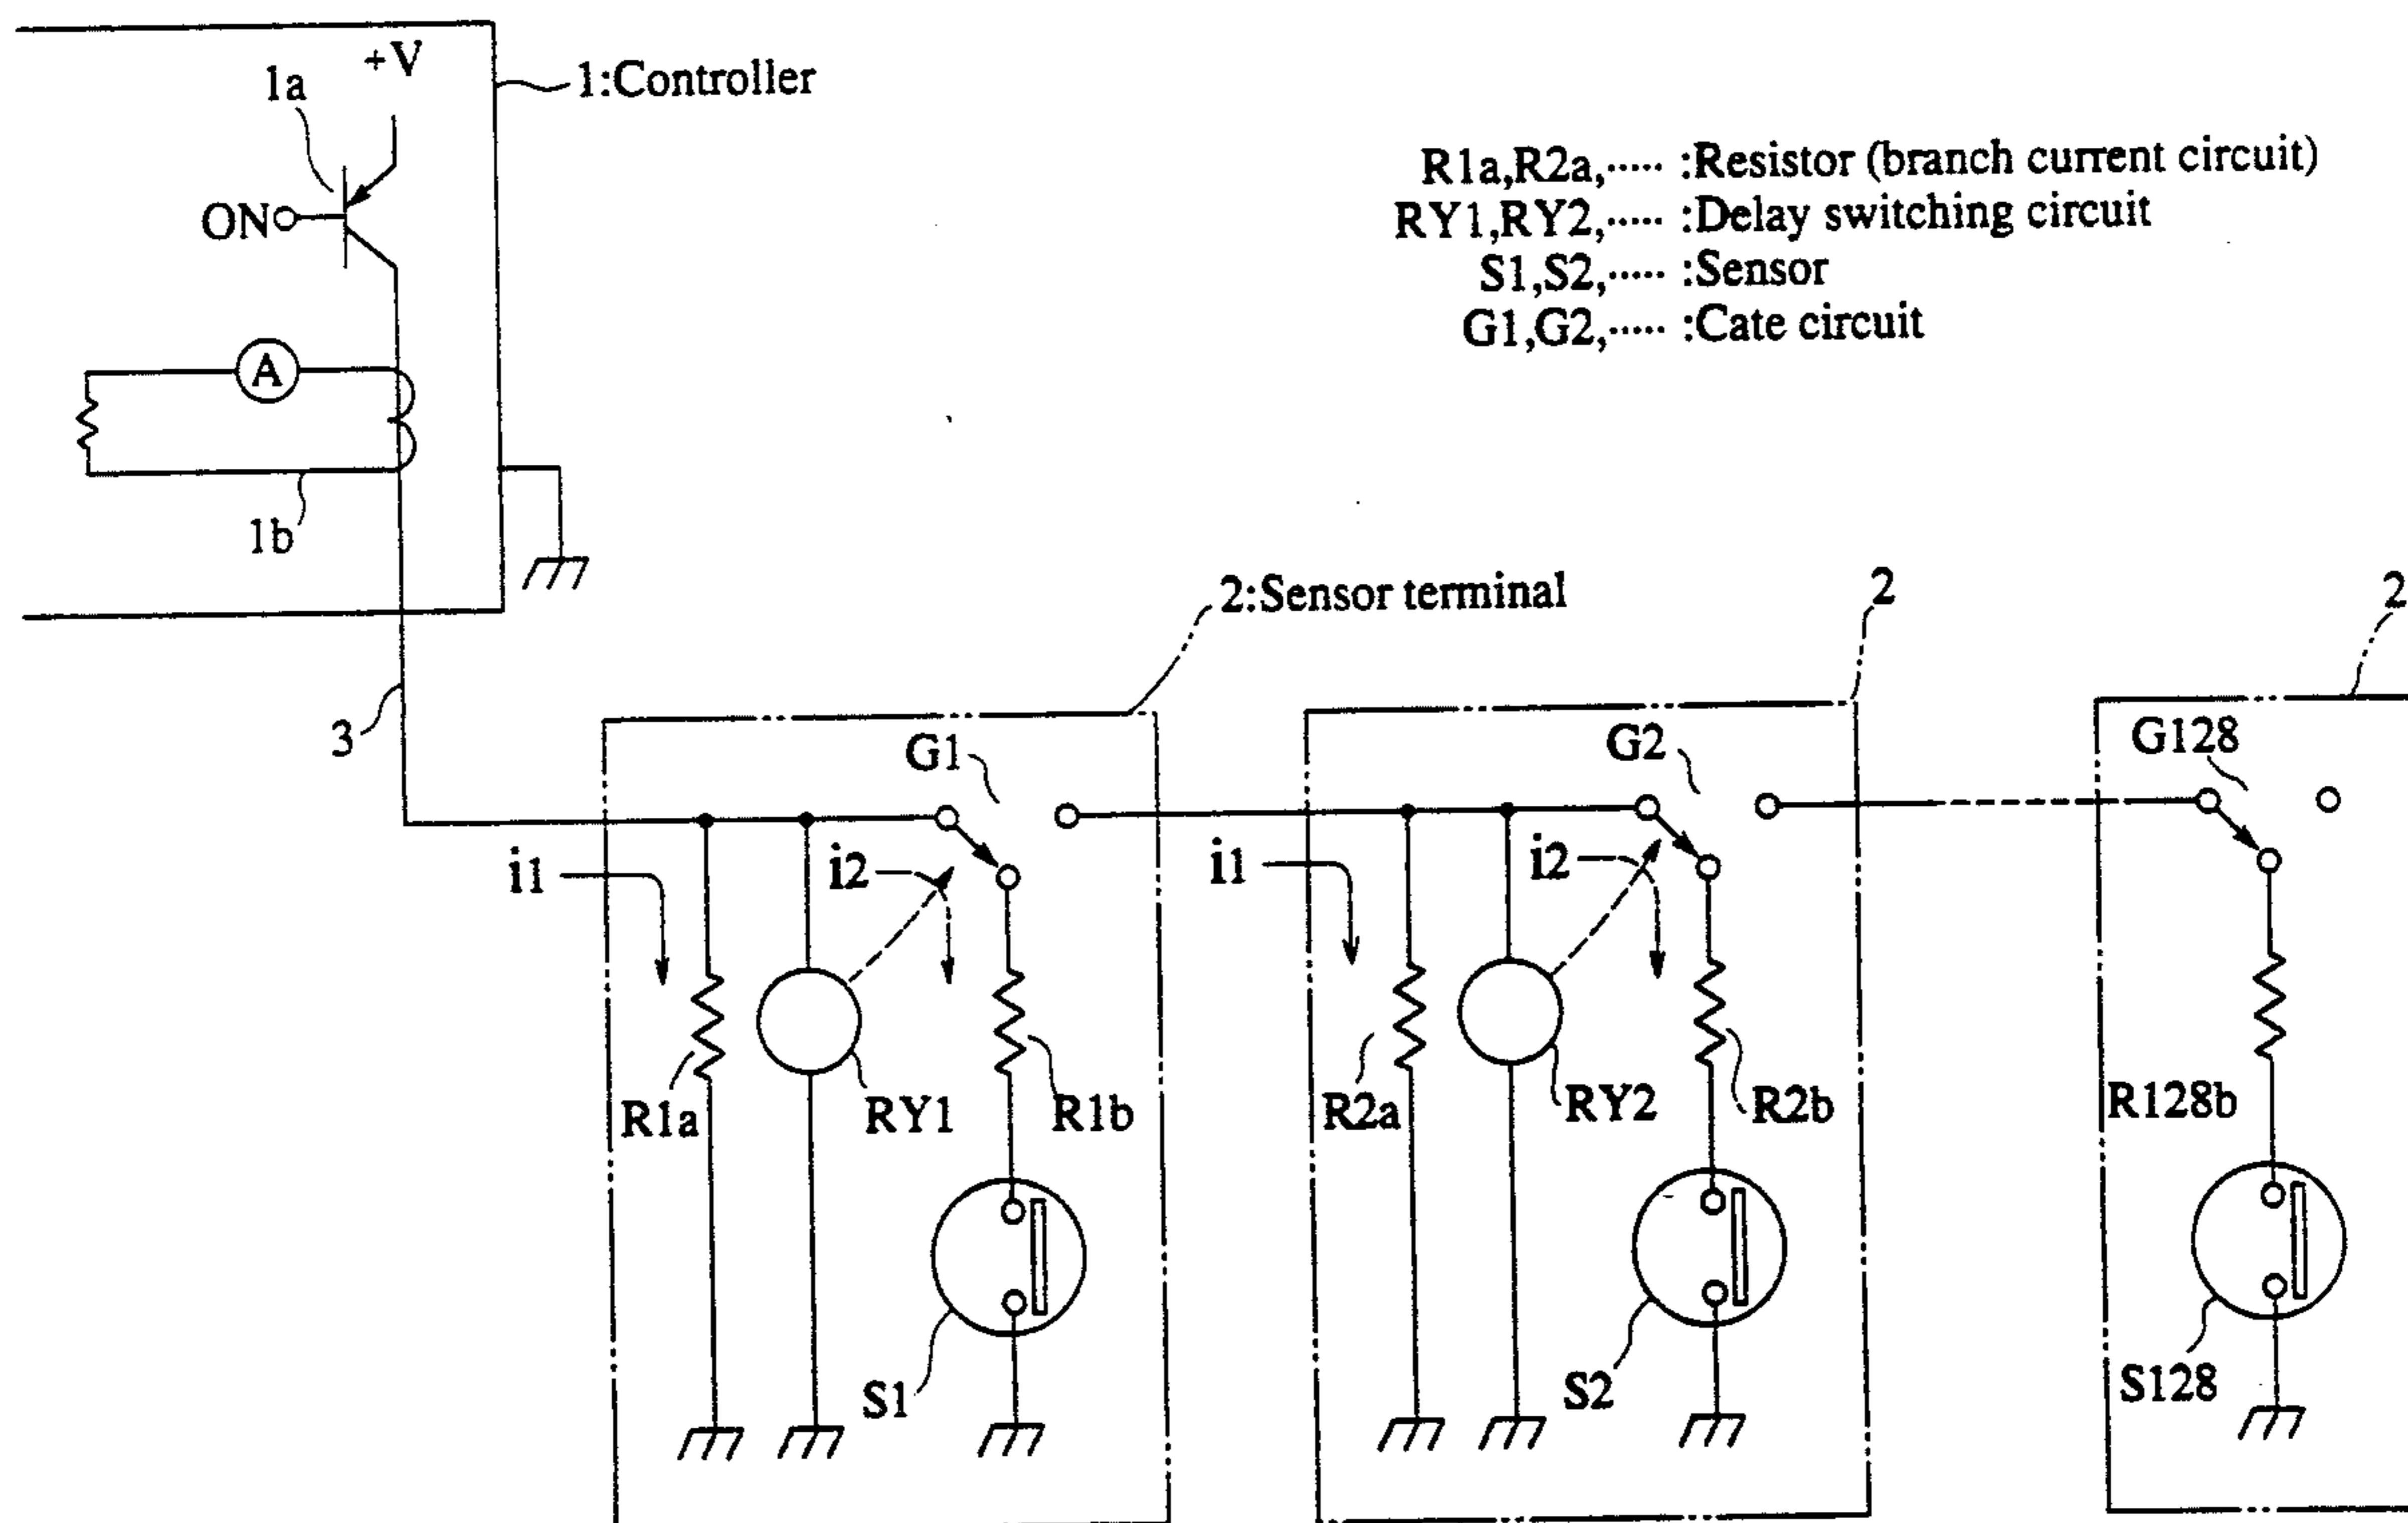 +V
1a
1:Controller
ON
A
1b
R1a,R2a,····· :Resistor (branch current circuit)
RY1,RY2,····· :Delay switching circuit
S1,S2,····· :Sensor
G1,G2,····· :Cate circuit
2:Sensor terminal
2
2
3
G1
G2
G128
i1
i2
i1
i2
R1a
RY1
R1b
R2a
RY2
R2b
R128b
S1
S2
S128